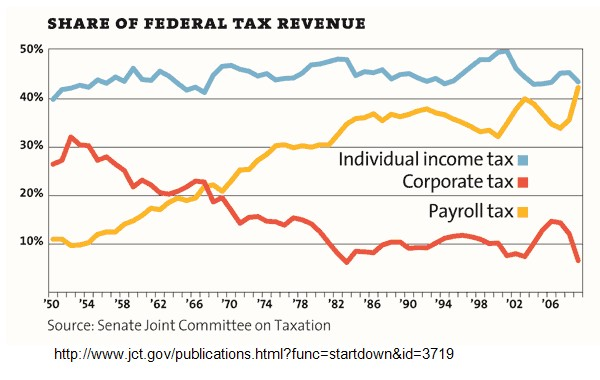 SHARE OF FEDERAL TAX REVENUE
50%
40%
30%
20%
10%
Individual income tax
Corporate tax
Payroll tax
'50 '54 '58 '62 '66 '70 '74 '78 '82 '86 '90 '94 '98 '02 '06
Source: Senate Joint Committee on Taxation
http://www.jct.gov/publications.html?func=startdown&id=3719